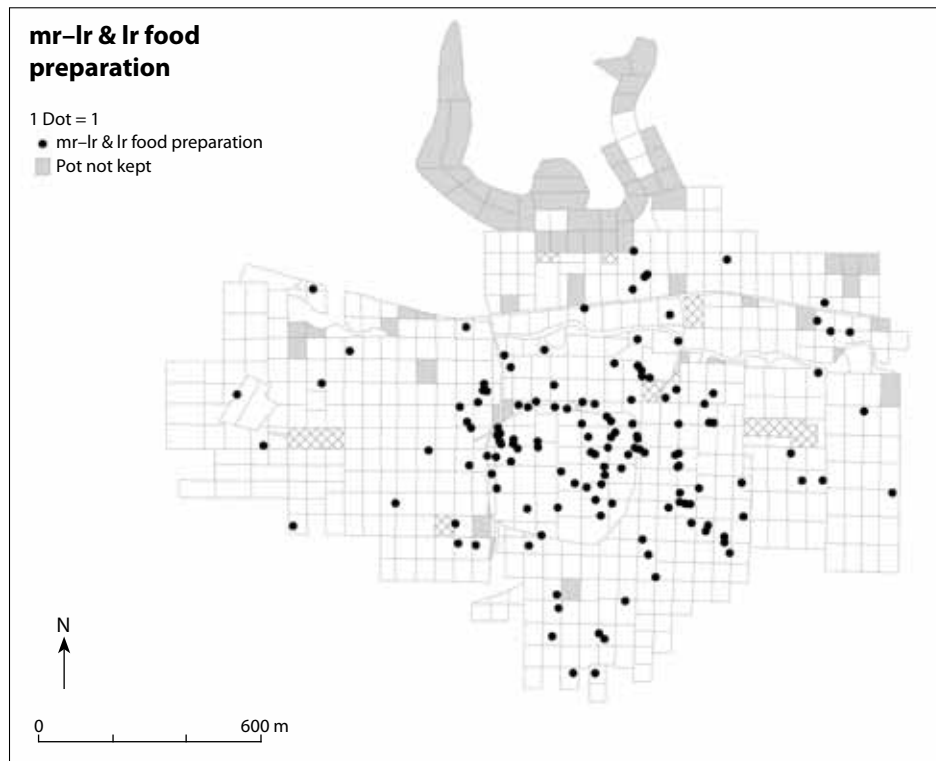 mr–lr & lr food
preparation
1 Dot = 1
mr–lr & lr food preparation
Pot not kept
N
0 600 m